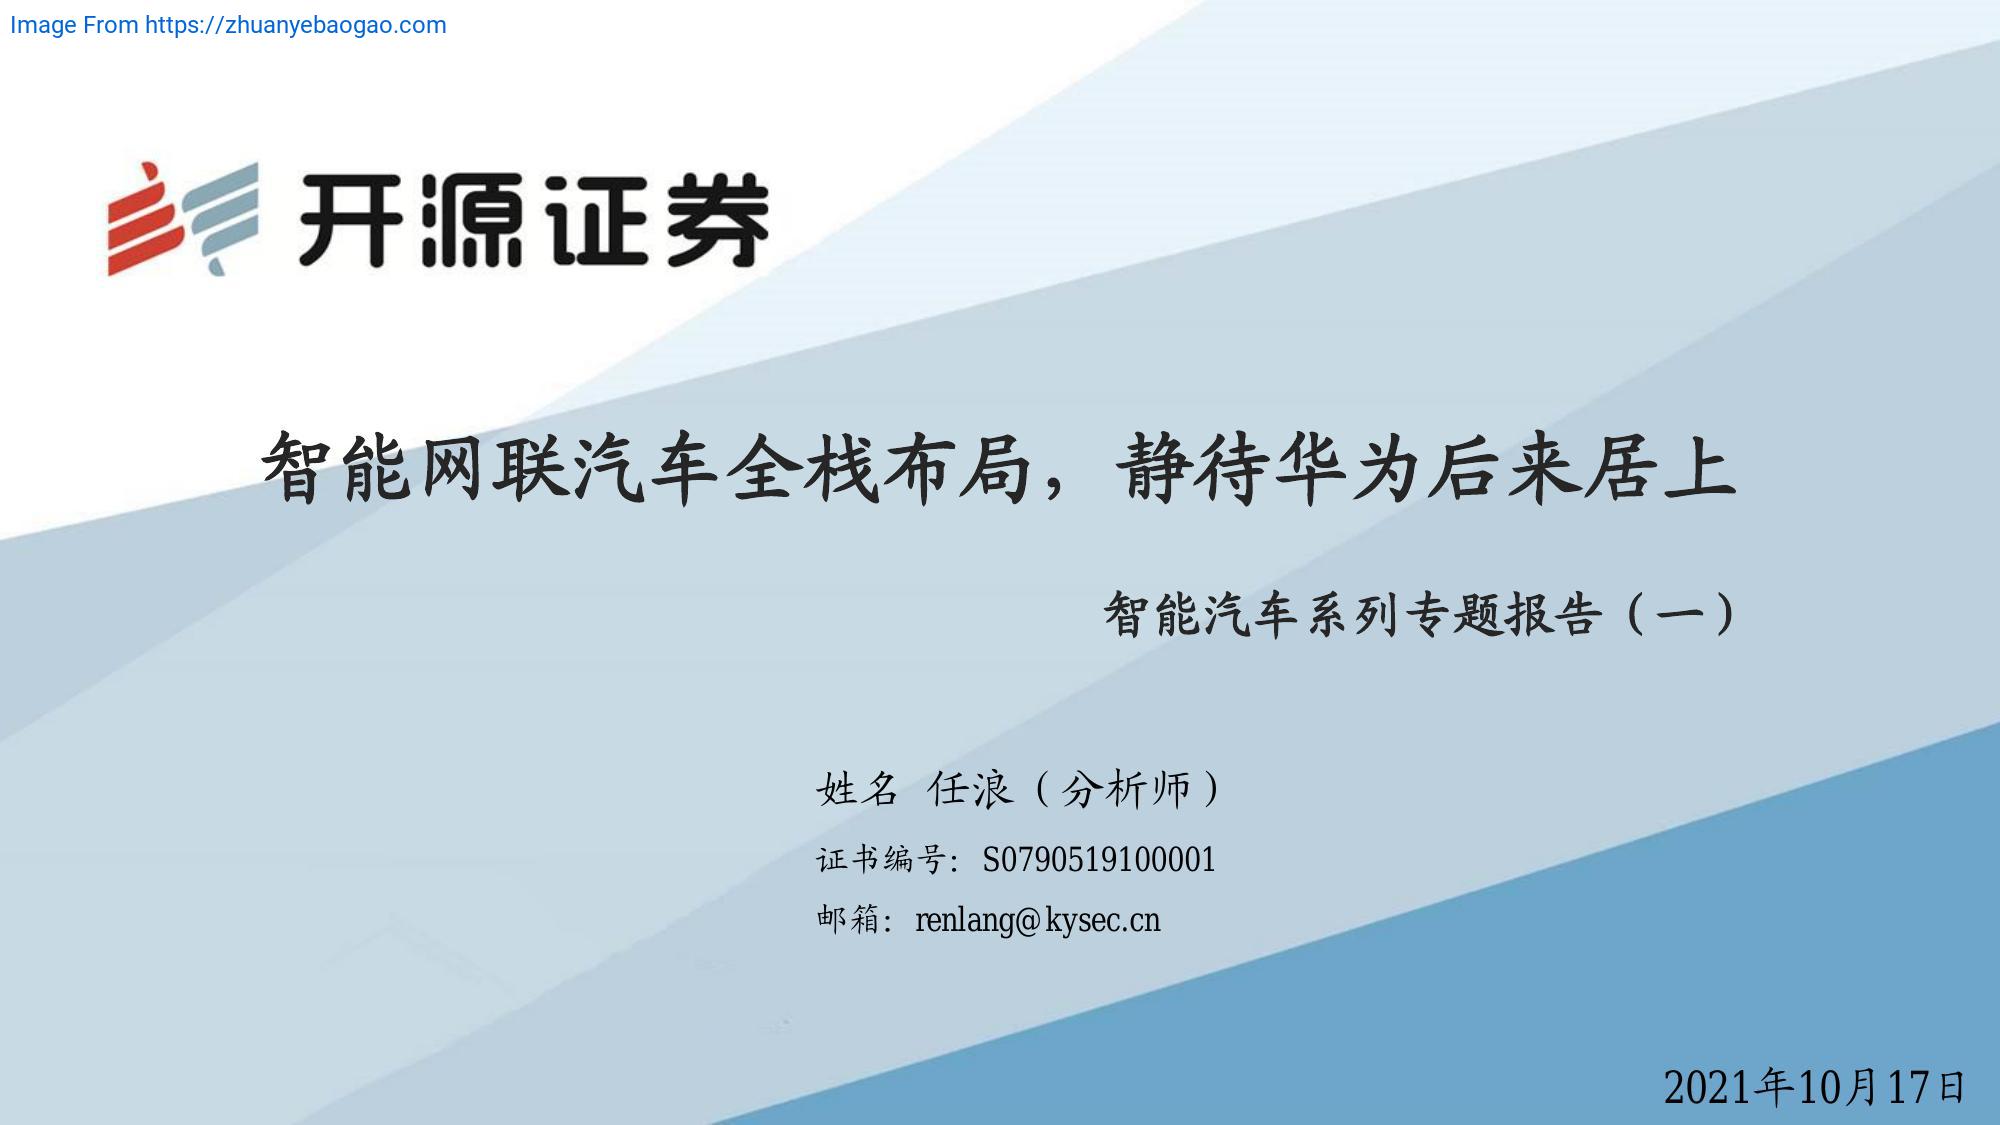 Image From https://zhuanyebaogao.com
开源证券
智能网联汽车全栈布局，静待华为后来居上
智能汽车系列专题报告（一）
姓名 任浪（分析师）
证书编号：S0790519100001
邮箱：renlang@kysec.cn
2021年10月17日